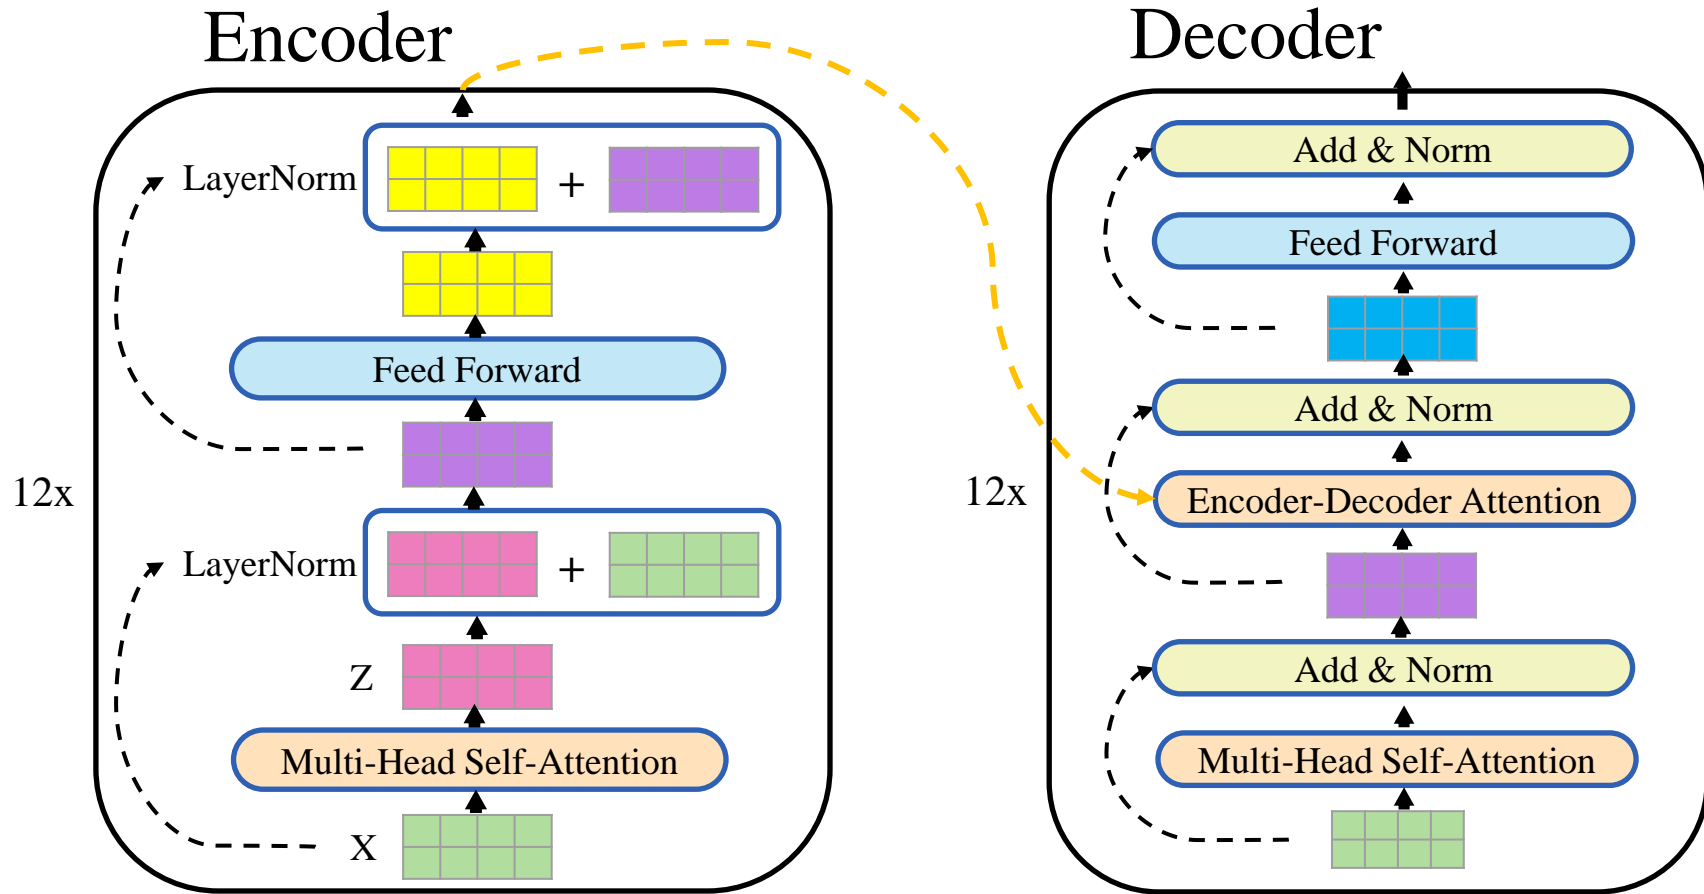 Encoder
LayerNorm
+
Feed Forward
12x
LayerNorm
+
Z
Multi-Head Self-Attention
X
Decoder
Add & Norm
Feed Forward
Add & Norm
12x
Encoder-Decoder Attention
Add & Norm
Multi-Head Self-Attention